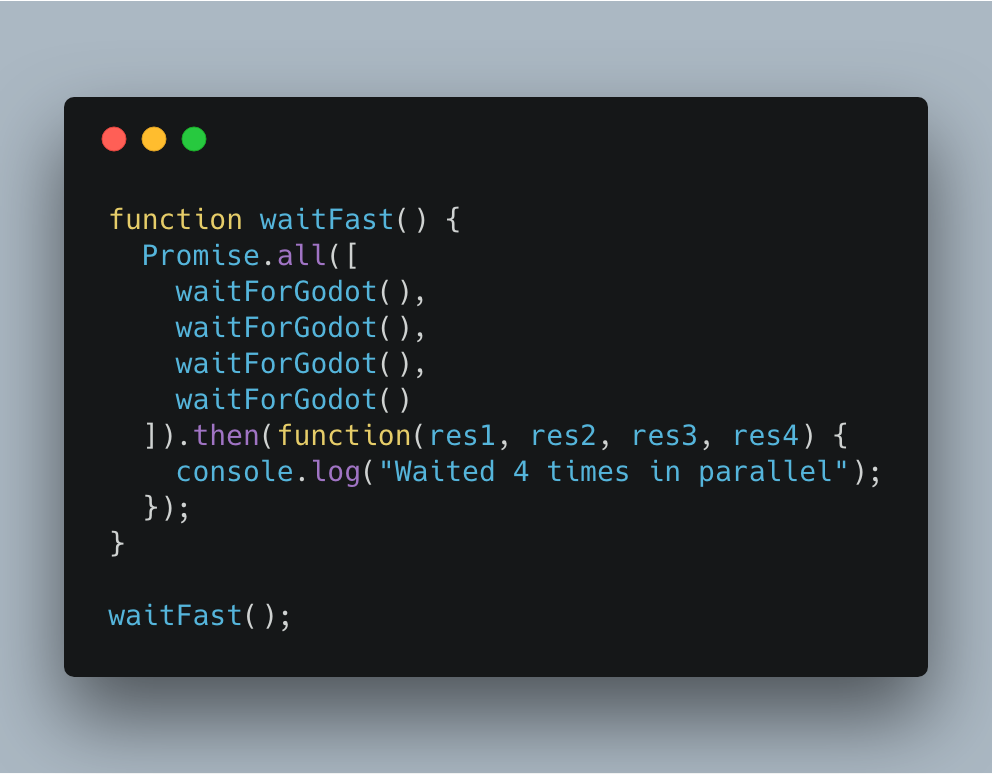 function waitFast() {
  Promise.all([
    waitForGodot(),
    waitForGodot(),
    waitForGodot(),
    waitForGodot()
  ]).then(function(res1, res2, res3, res4) {
    console.log("Waited 4 times in parallel");
  });
}

waitFast();